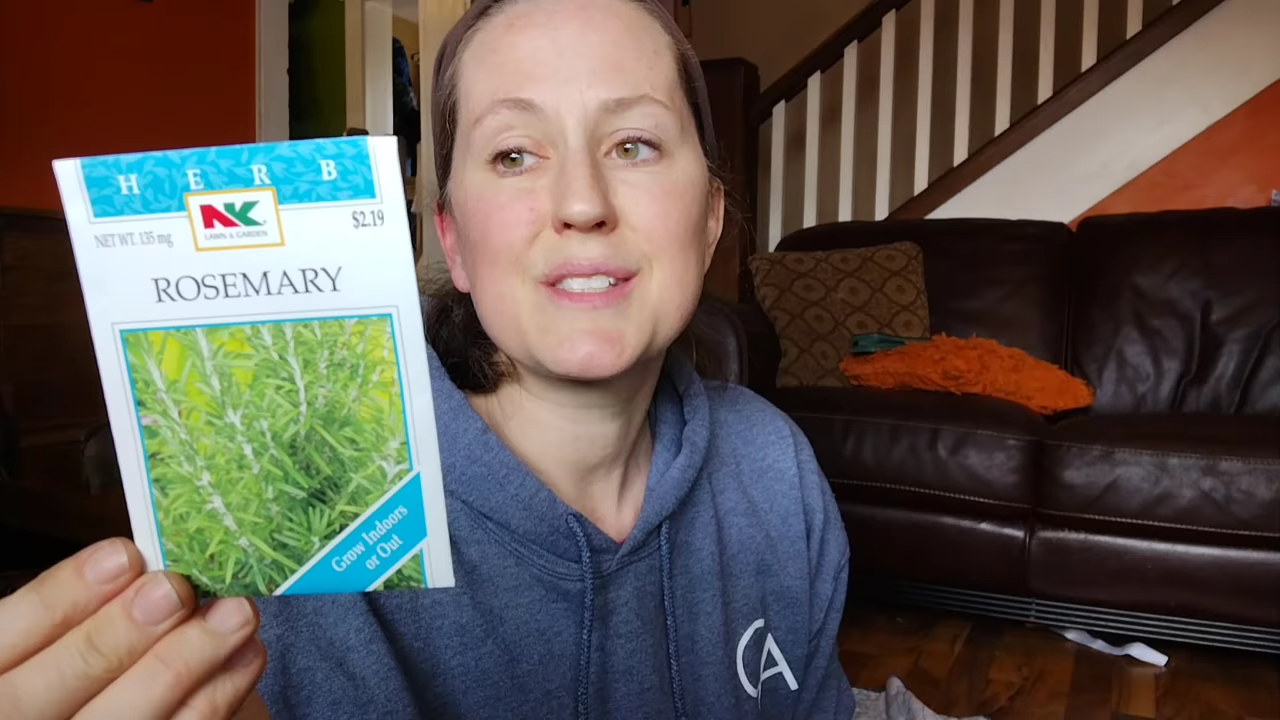 HERB
NK
LAWN & GARDEN
NET WT. 135 mg
$2.19
ROSEMARY
Grow Indoors
or Out
CA